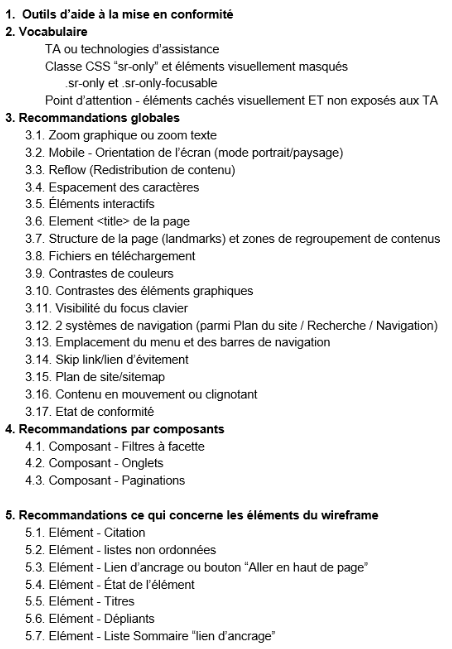 1. Outils d'aide à la mise en conformité
2. Vocabulaire
TA ou technologies d'assistance
Classe CSS "sr-only" et éléments visuellement masqués
.sr-only et .sr-only-focusable
Point d'attention - éléments cachés visuellement ET non exposés aux TA
3. Recommandations globales
3.1. Zoom graphique ou zoom texte
3.2. Mobile - Orientation de l'écran (mode portrait/paysage)
3.3. Reflow (Redistribution de contenu)
3.4. Espacement des caractères
3.5. Éléments interactifs
3.6. Element <title> de la page
3.7. Structure de la page (landmarks) et zones de regroupement de contenus
3.8. Fichiers en téléchargement
3.9. Contrastes de couleurs
3.10. Contrastes des éléments graphiques
3.11. Visibilité du focus clavier
3.12. 2 systèmes de navigation (parmi Plan du site / Recherche / Navigation)
3.13. Emplacement du menu et des barres de navigation
3.14. Skip link/lien d'évitement
3.15. Plan de site/sitemap
3.16. Contenu en mouvement ou clignotant
3.17. Etat de conformité
4. Recommandations par composants
4.1. Composant - Filtres à facette
4.2. Composant - Onglets
4.3. Composant - Paginations
5. Recommandations ce qui concerne les éléments du wireframe
5.1. Elément - Citation
5.2. Elément - listes non ordonnées
5.3. Elément - Lien d'ancrage ou bouton "Aller en haut de page"
5.4. Elément - État de l'élément
5.5. Elément - Titres
5.6. Elément - Dépliants
5.7. Elément - Liste Sommaire "lien d'ancrage"